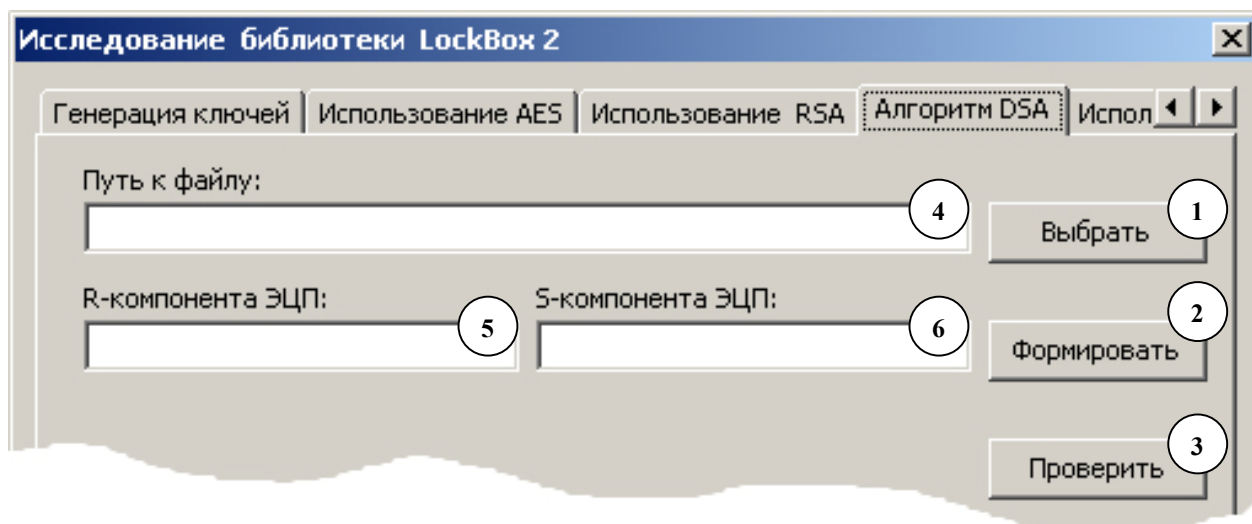 Исследование библиотеки LockBox 2
Генерация ключей Использование AES Использование RSA Алгоритм DSA Испол
Путь к файлу:
4
Выбрать 1
R-компонента ЭЦП: S-компонента ЭЦП:
5 6
Формировать 2
Проверить 3